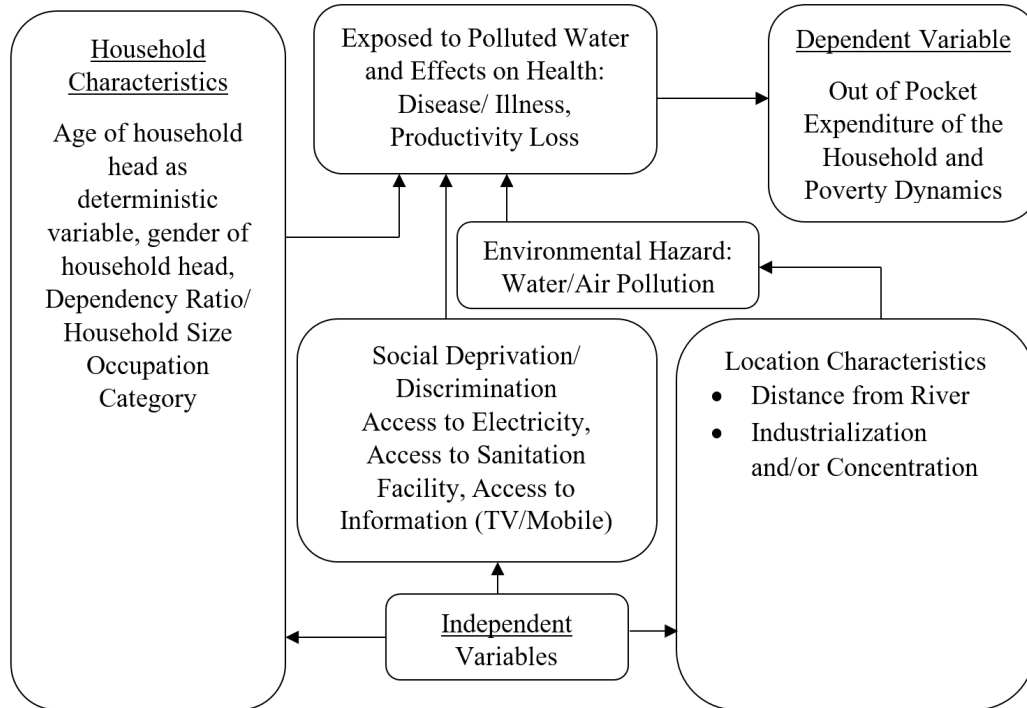 Household
Characteristics
Age of household
head as
deterministic
variable, gender of
household head,
Dependency Ratio/
Household Size
Occupation
Category
Exposed to Polluted Water
and Effects on Health:
Disease/ Illness,
Productivity Loss
Dependent Variable
Out of Pocket
Expenditure of the
Household and
Poverty Dynamics
Environmental Hazard:
Water/Air Pollution
Social Deprivation/
Discrimination
Access to Electricity,
Access to Sanitation
Facility, Access to
Information (TV/Mobile)
Location Characteristics
• Distance from River
• Industrialization
and/or Concentration
Independent
Variables